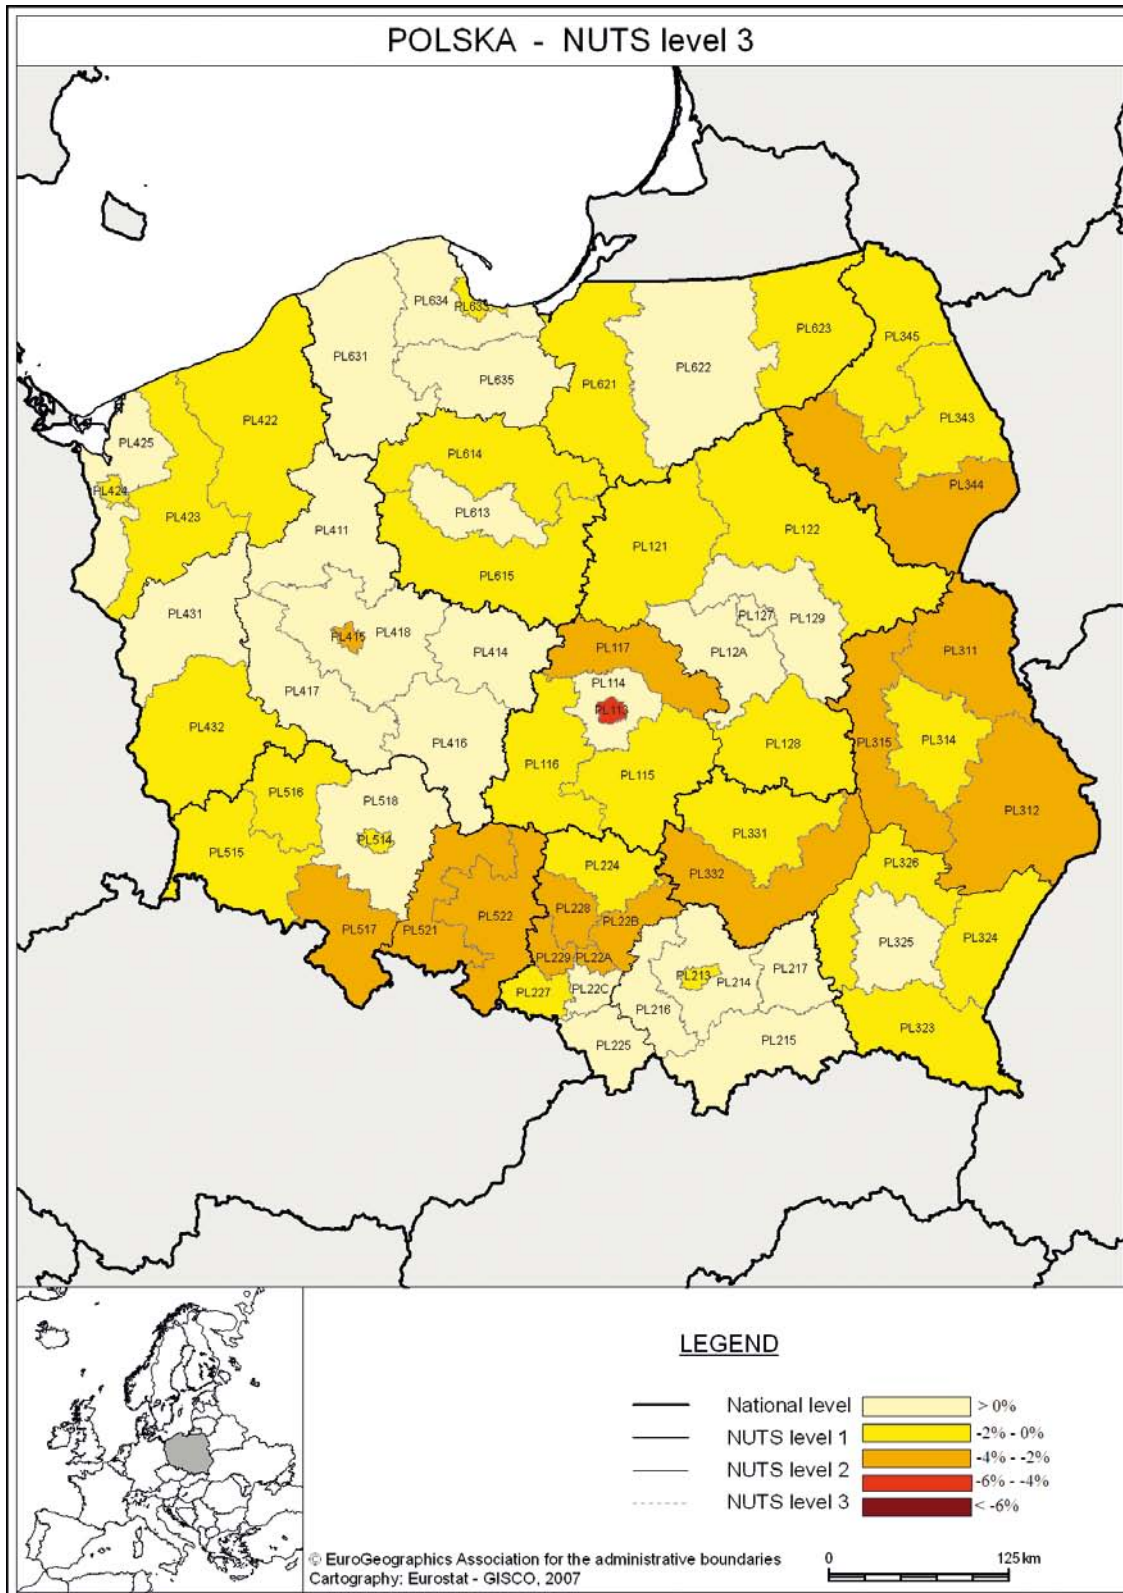 POLSKA - NUTS level 3
PL634
PL633
PL623
PL345
PL631
PL635
PL622
PL621
PL343
PL422
PL425
PL614
PL344
PL424
PL613
PL423
PL411
PL122
PL121
PL615
PL431
PL127
PL129
PL415
PL418
PL414
PL117
PL12A
PL311
PL417
PL114
PL113
PL432
PL416
PL128
PL315
PL314
PL116
PL115
PL516
PL518
PL312
PL331
PL514
PL515
PL224
PL326
PL332
PL228
PL22B
PL522
PL517
PL521
PL325
PL324
PL229
PL22A
PL217
PL213
PL214
PL227
PL22C
PL216
PL323
PL225
PL215
LEGEND
National level > 0%
NUTS level 1 -2% - 0%
-4% - -2%
NUTS level 2
-6% - -4%
NUTS level 3 < -6%
© EuroGeographics Association for the administrative boundaries
Cartography: Eurostat - GISCO, 2007
0 125 km